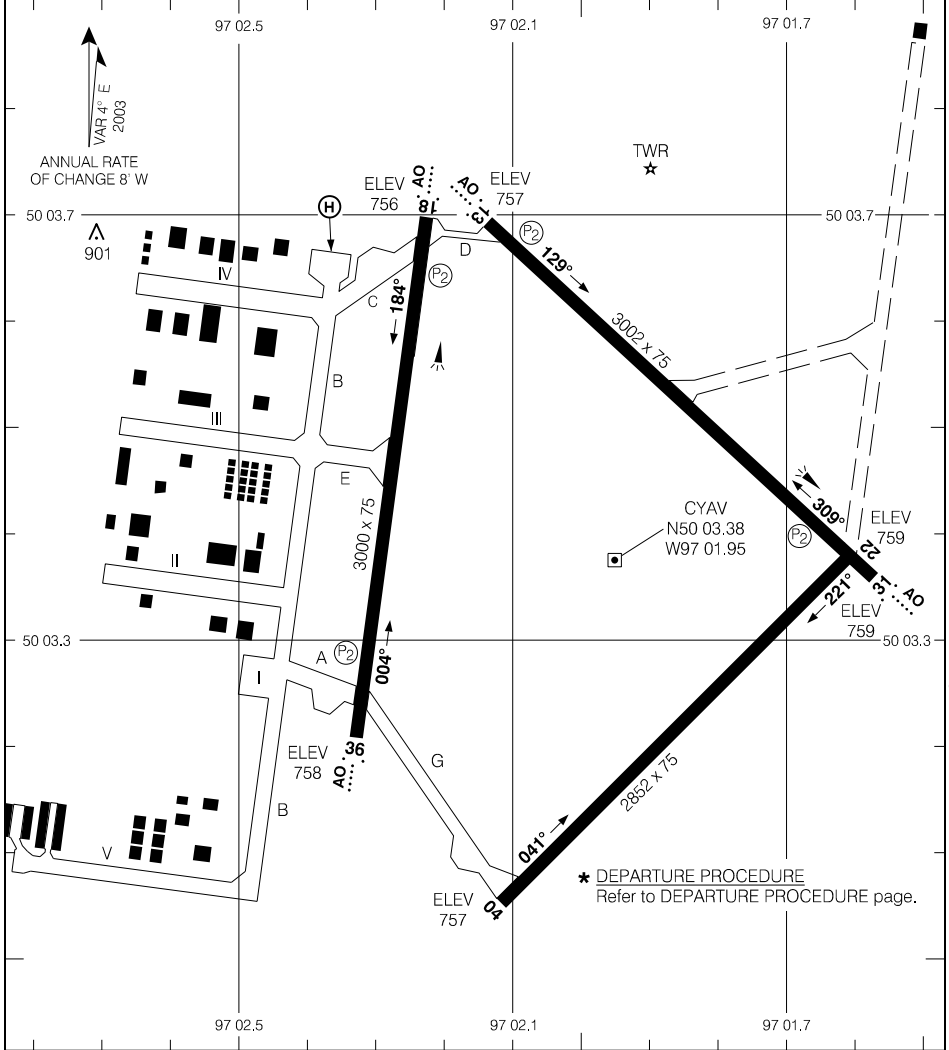 97 02.5
97 02.1
97 01.7
VAR 4° E
2003
ANNUAL RATE
OF CHANGE 8' W
TWR
ELEV
756
AO
18
AO
13
ELEV
757
50 03.7
50 03.7
901
H
P2
P2
D
IV
C
184°
129°
3002 x 75
B
III
E
3000 x 75
CYAV
N50 03.38
W97 01.95
309°
P2
ELEV
759
22
II
221°
31
AO
ELEV
759
50 03.3
50 03.3
A
P2
004°
I
ELEV
758
36
AO
G
2852 x 75
B
V
041°
* DEPARTURE PROCEDURE
Refer to DEPARTURE PROCEDURE page.
ELEV
757
04
97 02.5
97 02.1
97 01.7